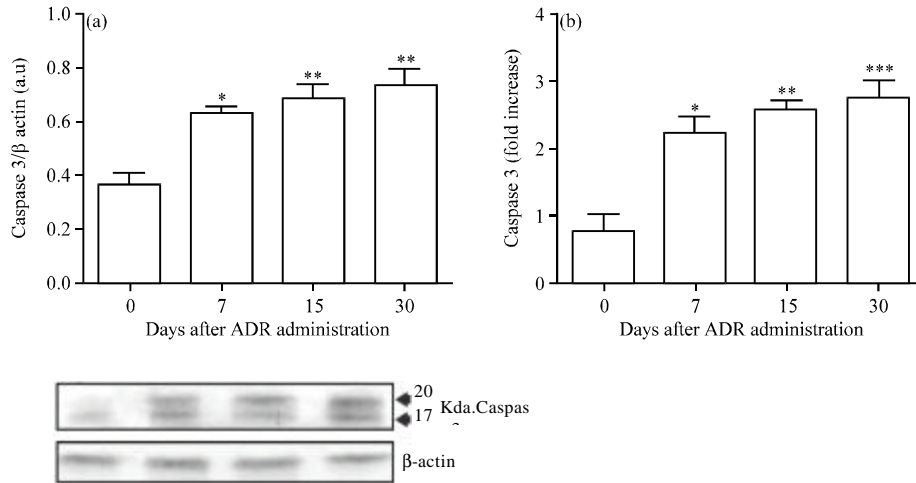 (a)
Caspase 3/β actin (a.u)
1.0
0.8
0.6
0.4
0.2
0.0
*
**
**
0 7 15 30
Days after ADR administration
(b)
Caspase 3 (fold increase)
4
3
2
1
0
*
**
***
0 7 15 30
Days after ADR administration
20
17 Kda.Caspas
β-actin